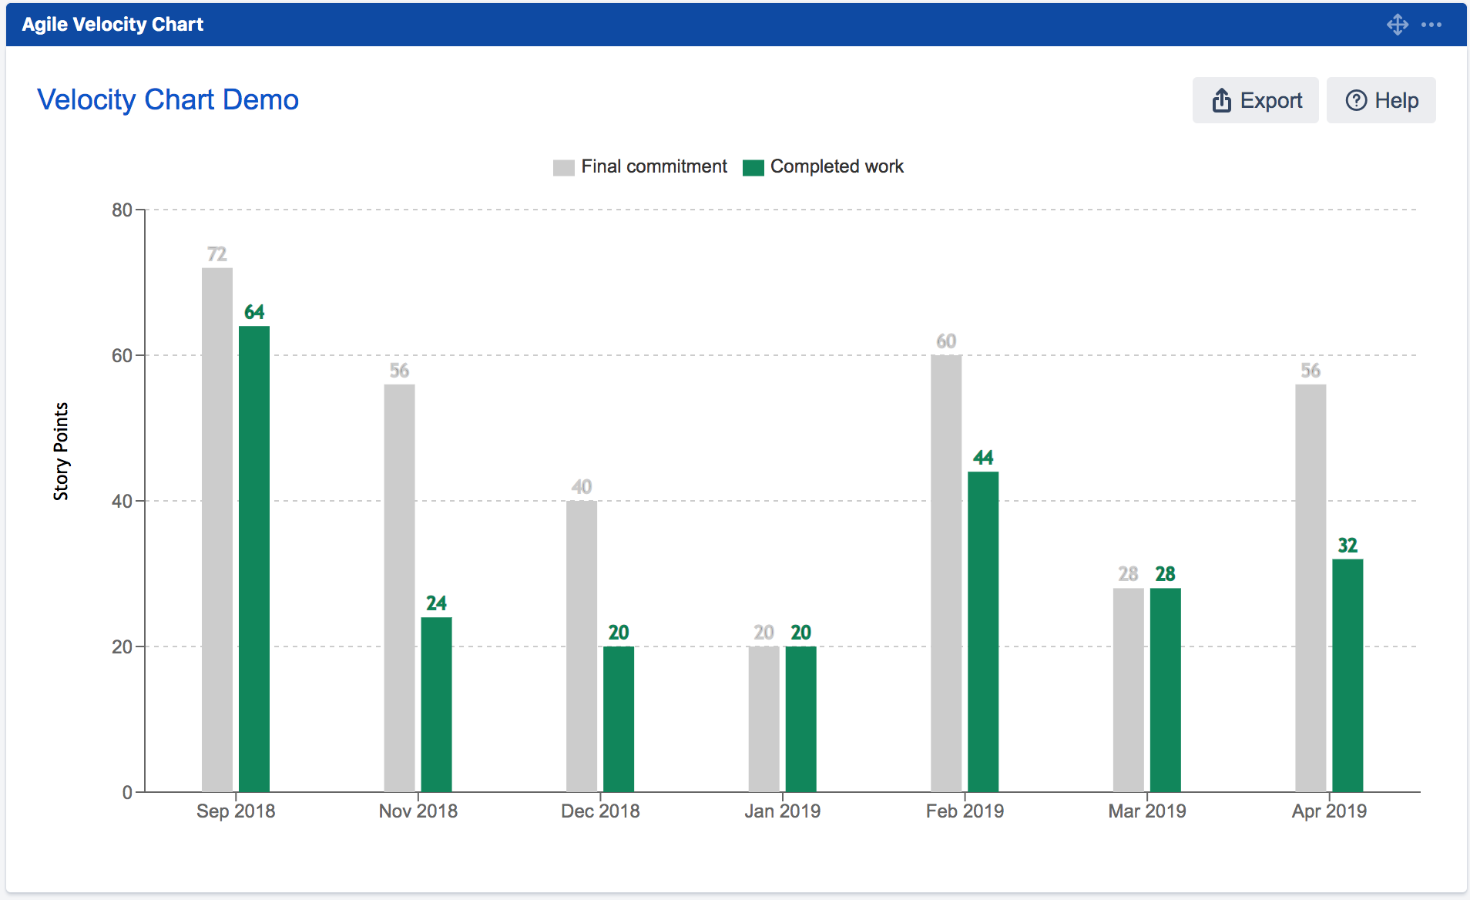 Agile Velocity Chart
Velocity Chart Demo
Export
Help
Final commitment
Completed work
80
60
40
20
0
Story Points
72
64
56
24
40
20
20
20
60
44
28
28
56
32
Sep 2018
Nov 2018
Dec 2018
Jan 2019
Feb 2019
Mar 2019
Apr 2019